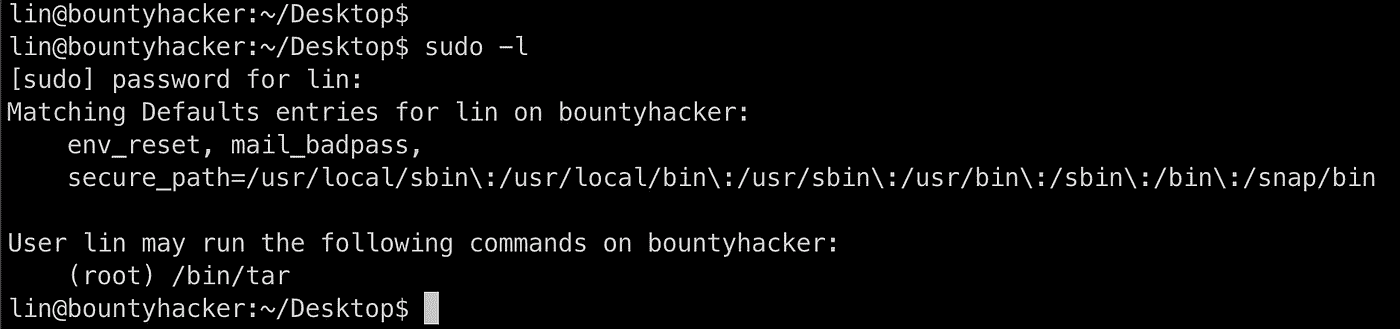 lin@bountyhacker:~/Desktop$
lin@bountyhacker:~/Desktop$ sudo -l
[sudo] password for lin:
Matching Defaults entries for lin on bountyhacker:
    env_reset, mail_badpass,
    secure_path=/usr/local/sbin\:/usr/local/bin\:/usr/sbin\:/usr/bin\:/sbin\:/bin\:/snap/bin
User lin may run the following commands on bountyhacker:
    (root) /bin/tar
lin@bountyhacker:~/Desktop$